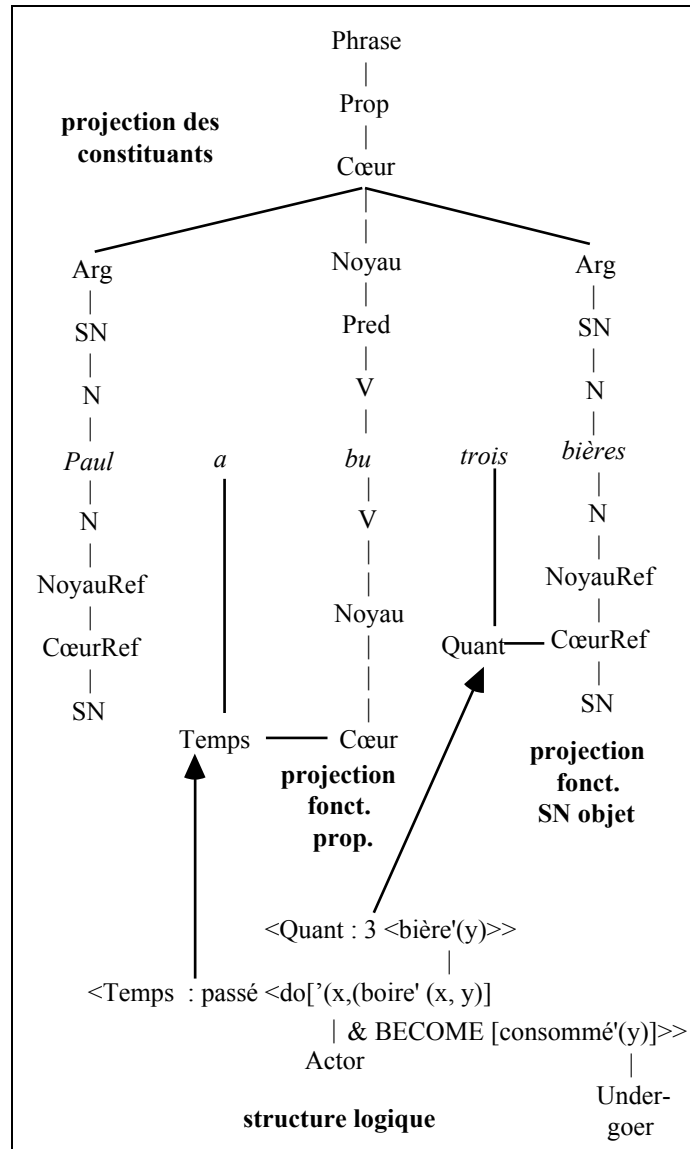 Phrase
Prop
projection des
constituants
Cœur
Arg Noyau Arg
SN Pred SN
N V N
Paul a bu trois bières
N V N
NoyauRef Noyau NoyauRef
CœurRef Quant CœurRef
SN SN
Temps Cœur
projection
fonct.
prop.
projection
fonct.
SN objet
<Quant : 3 <bière'(y)>>
<Temps : passé <do['(x,(boire' (x, y)]
& BECOME [consommé'(y)]>>
Actor
Under-
goer
structure logique